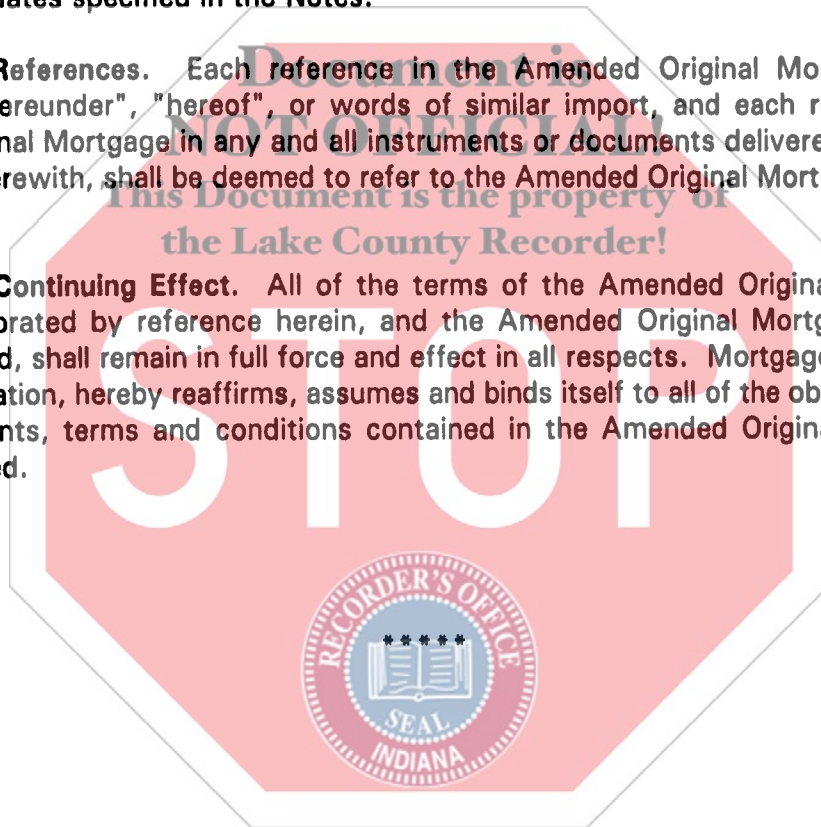 ates specified in the Notes.
References. Each reference in the Amended Original Mo
ereunder", "hereof", or words of similar import, and each r
nal Mortgage in any and all instruments or documents delivere
rewith, shall be deemed to refer to the Amended Original Mort
Document is
NOT OFFICIAL!
This Document is the property of
the Lake County Recorder!
Continuing Effect. All of the terms of the Amended Origina
orated by reference herein, and the Amended Original Mortg
d, shall remain in full force and effect in all respects. Mortgag
ation, hereby reaffirms, assumes and binds itself to all of the ob
nts, terms and conditions contained in the Amended Origina
ed.
STOP
RECORDER'S OFFICE
*****
SEAL
INDIANA